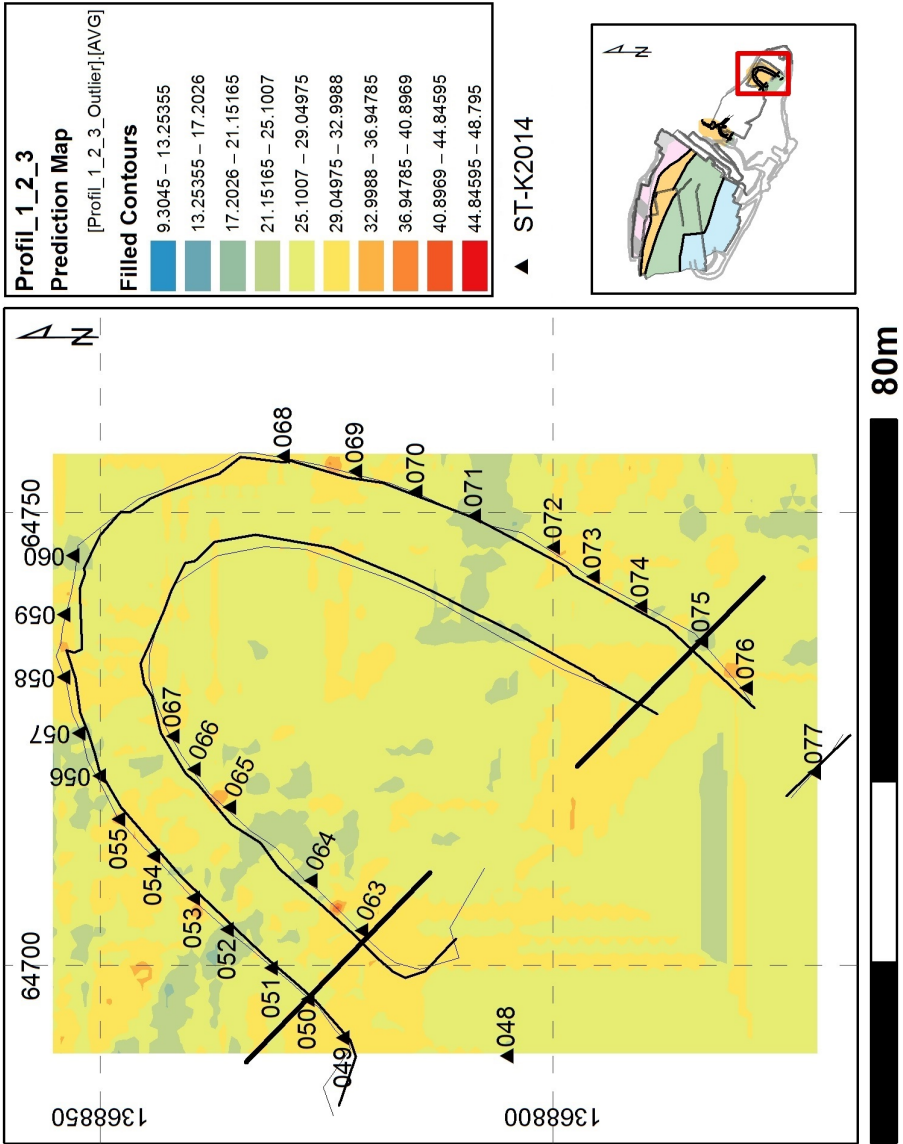 Profil_1_2_3
Prediction Map
[Profil_1_2_3_Outlier].[AVG]
Filled Contours
9.3045 – 13.25355
13.25355 – 17.2026
17.2026 – 21.15165
21.15165 – 25.1007
25.1007 – 29.04975
29.04975 – 32.9988
32.9988 – 36.94785
36.94785 – 40.8969
40.8969 – 44.84595
44.84595 – 48.795
ST-K2014
N
N
64700
64750
1368850
1368800
048
049
050
051
052
053
054
055
056
057
058
059
060
063
064
065
066
067
068
069
070
071
072
073
074
075
076
077
80m